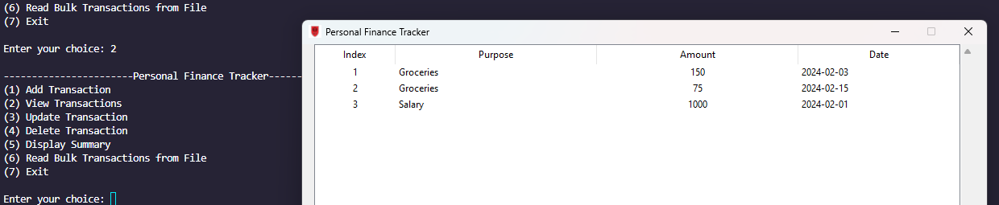 (6) Read Bulk Transactions from File
(7) Exit
Enter your choice: 2
-----------------------Personal Finance Tracker------
(1) Add Transaction
(2) View Transactions
(3) Update Transaction
(4) Delete Transaction
(5) Display Summary
(6) Read Bulk Transactions from File
(7) Exit
Enter your choice:
Personal Finance Tracker
Index Purpose Amount Date
1 Groceries 150 2024-02-03
2 Groceries 75 2024-02-15
3 Salary 1000 2024-02-01